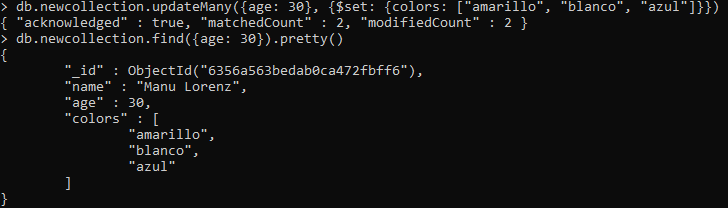 > db.newcollection.updateMany({age: 30}, {$set: {colors: ["amarillo", "blanco", "azul"]}})
{ "acknowledged" : true, "matchedCount" : 2, "modifiedCount" : 2 }
> db.newcollection.find({age: 30}).pretty()
{
        "_id" : ObjectId("6356a563bedab0ca472fbff6"),
        "name" : "Manu Lorenz",
        "age" : 30,
        "colors" : [
                "amarillo",
                "blanco",
                "azul"
        ]
}